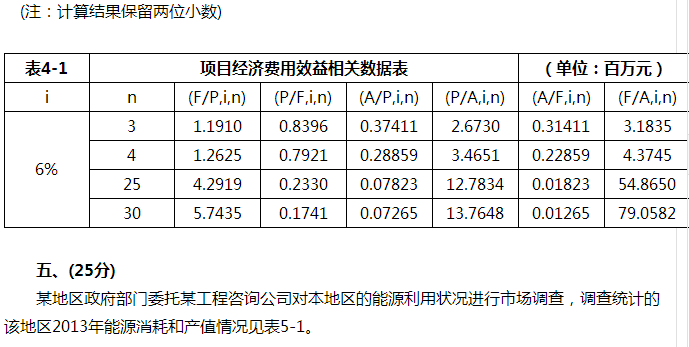 (注：计算结果保留两位小数)
表4-1 项目经济费用效益相关数据表 （单位：百万元）
i n (F/P,i,n) (P/F,i,n) (A/P,i,n) (P/A,i,n) (A/F,i,n) (F/A,i,n)
3 1.1910 0.8396 0.37411 2.6730 0.31411 3.1835
4 1.2625 0.7921 0.28859 3.4651 0.22859 4.3745
6%
25 4.2919 0.2330 0.07823 12.7834 0.01823 54.8650
30 5.7435 0.1741 0.07265 13.7648 0.01265 79.0582
五、(25分)
某地区政府部门委托某工程咨询公司对本地区的能源利用状况进行市场调查，调查统计的
该地区2013年能源消耗和产值情况见表5-1。